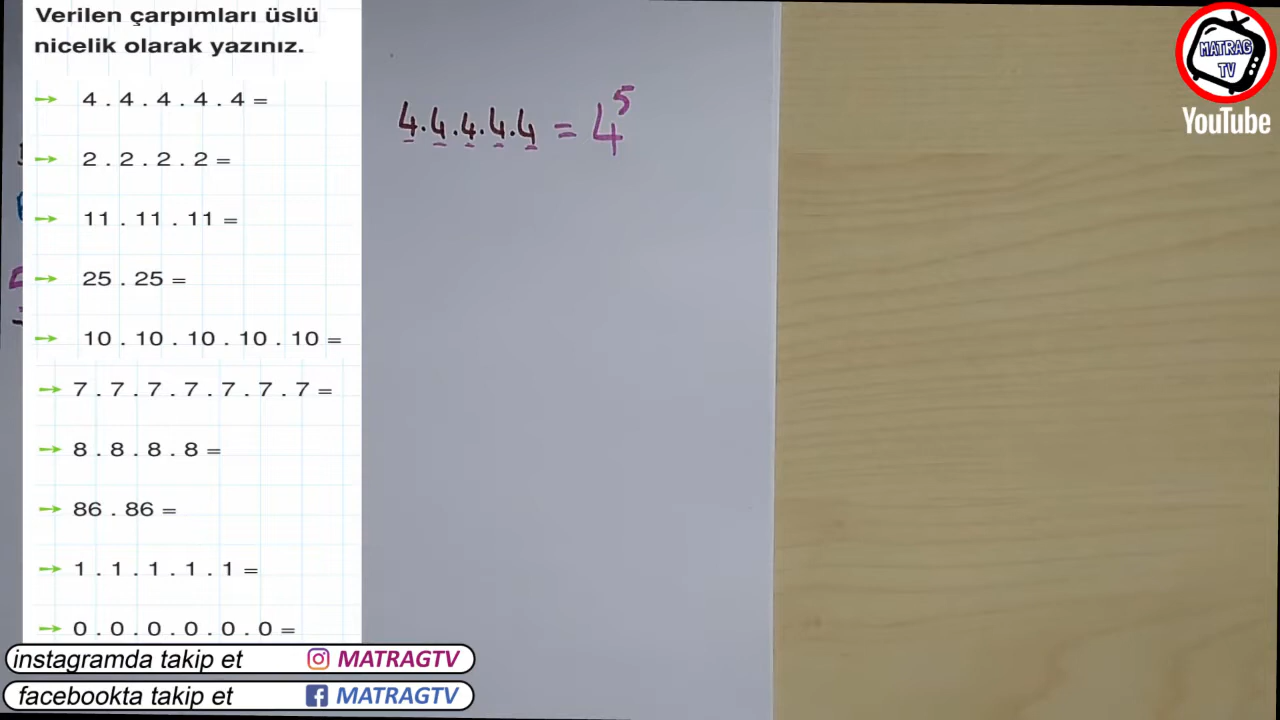 Verilen çarpımları üslü
nicelik olarak yazınız.
4 . 4 . 4 . 4 . 4 =
2 . 2 . 2 . 2 =
11 . 11 . 11 =
25 . 25 =
10 . 10 . 10 . 10 . 10 =
7 . 7 . 7 . 7 . 7 . 7 . 7 =
8 . 8 . 8 . 8 =
86 . 86 =
1 . 1 . 1 . 1 . 1 =
0 . 0 . 0 . 0 . 0 . 0 =
4.4.4.4.4 = 4⁵
MATRAG
TV
YouTube
instagramda takip et MATRAGTV
facebookta takip et MATRAGTV